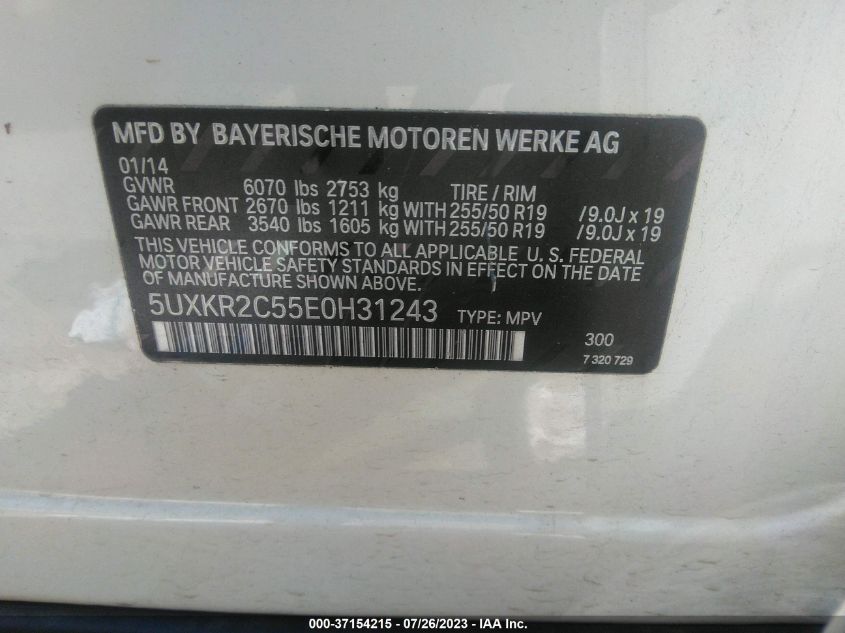 MFD BY BAYERISCHE MOTOREN WERKE AG
01/14
GVWR 6070 lbs 2753 kg TIRE / RIM
GAWR FRONT 2670 lbs 1211 kg WITH 255/50 R19 /9.0J x 19
GAWR REAR 3540 lbs 1605 kg WITH 255/50 R19 /9.0J x 19
THIS VEHICLE CONFORMS TO ALL APPLICABLE U. S. FEDERAL
MOTOR VEHICLE SAFETY STANDARDS IN EFFECT ON THE DATE
OF MANUFACTURE SHOWN ABOVE.
5UXKR2C55E0H31243 TYPE: MPV
300
7 320 729
000-37154215 - 07/26/2023 - IAA Inc.